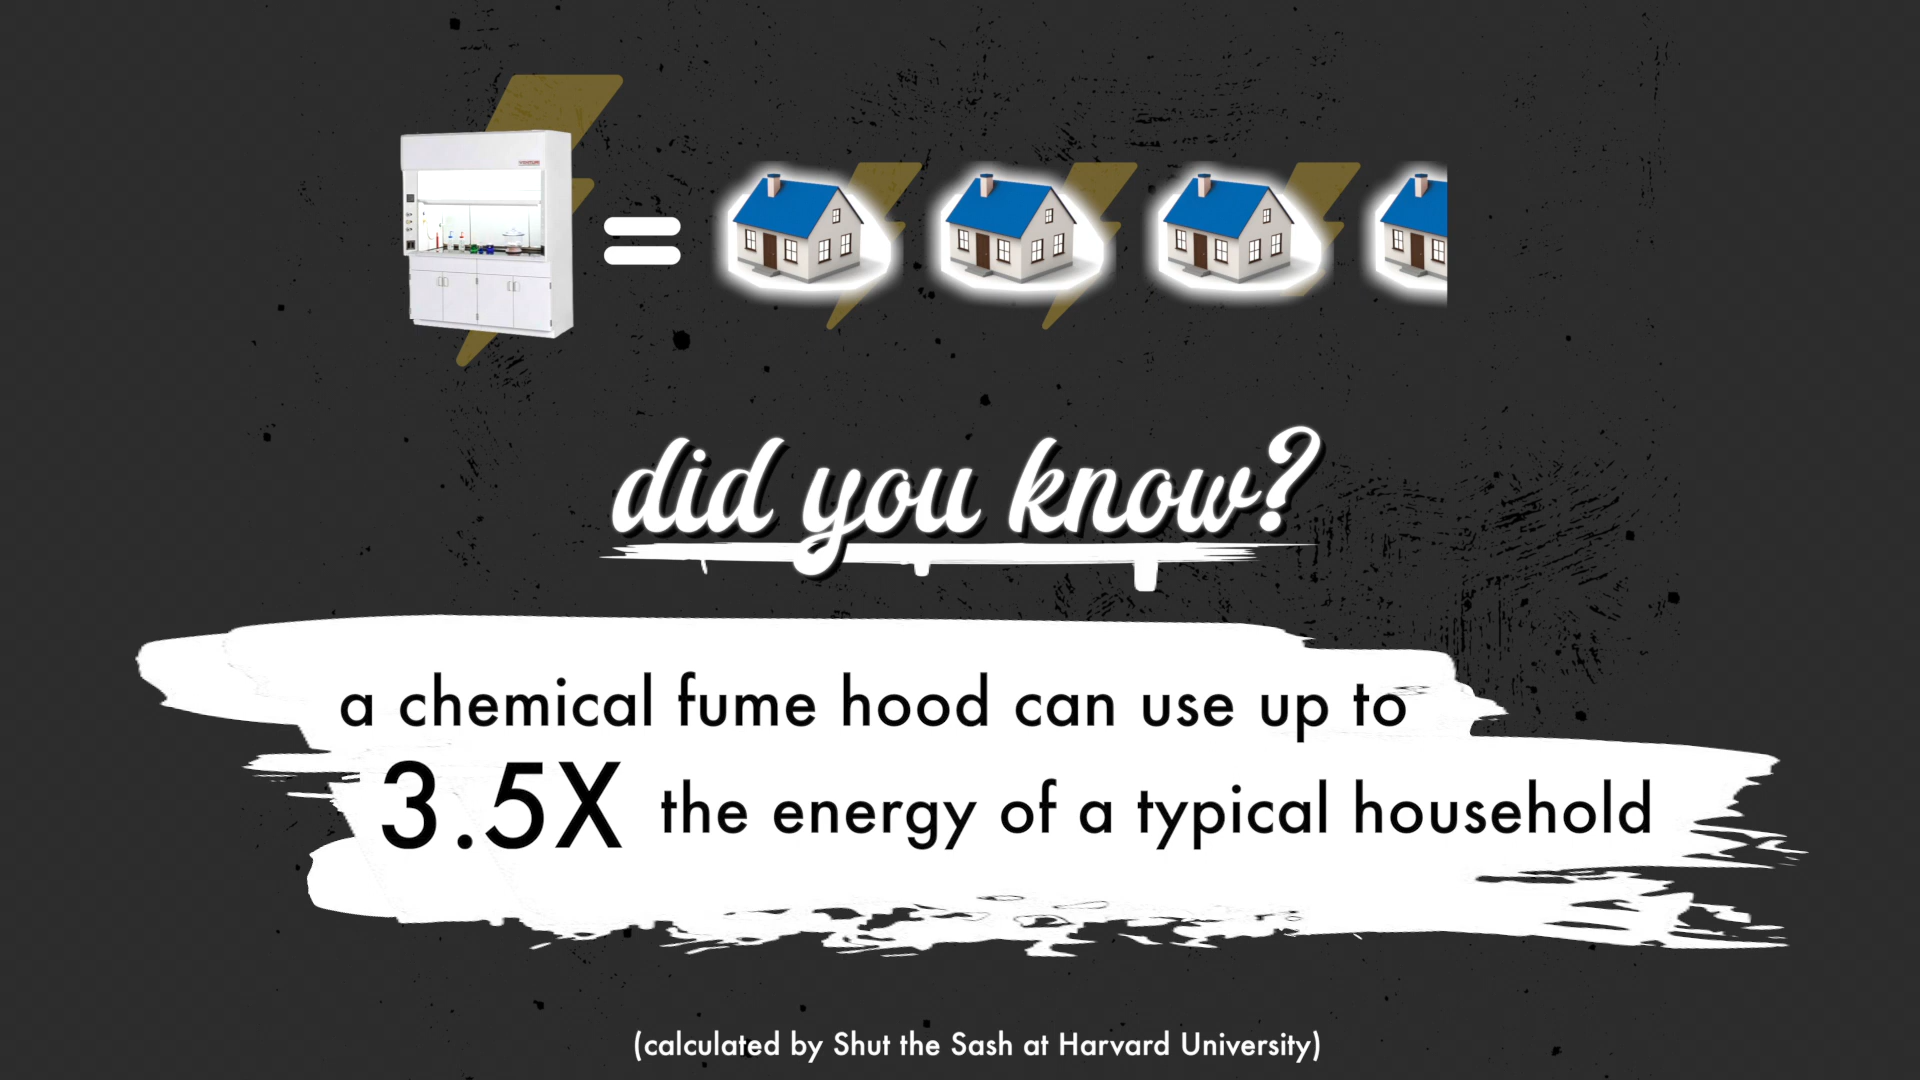 did you know?
a chemical fume hood can use up to
3.5X the energy of a typical household
(calculated by Shut the Sash at Harvard University)